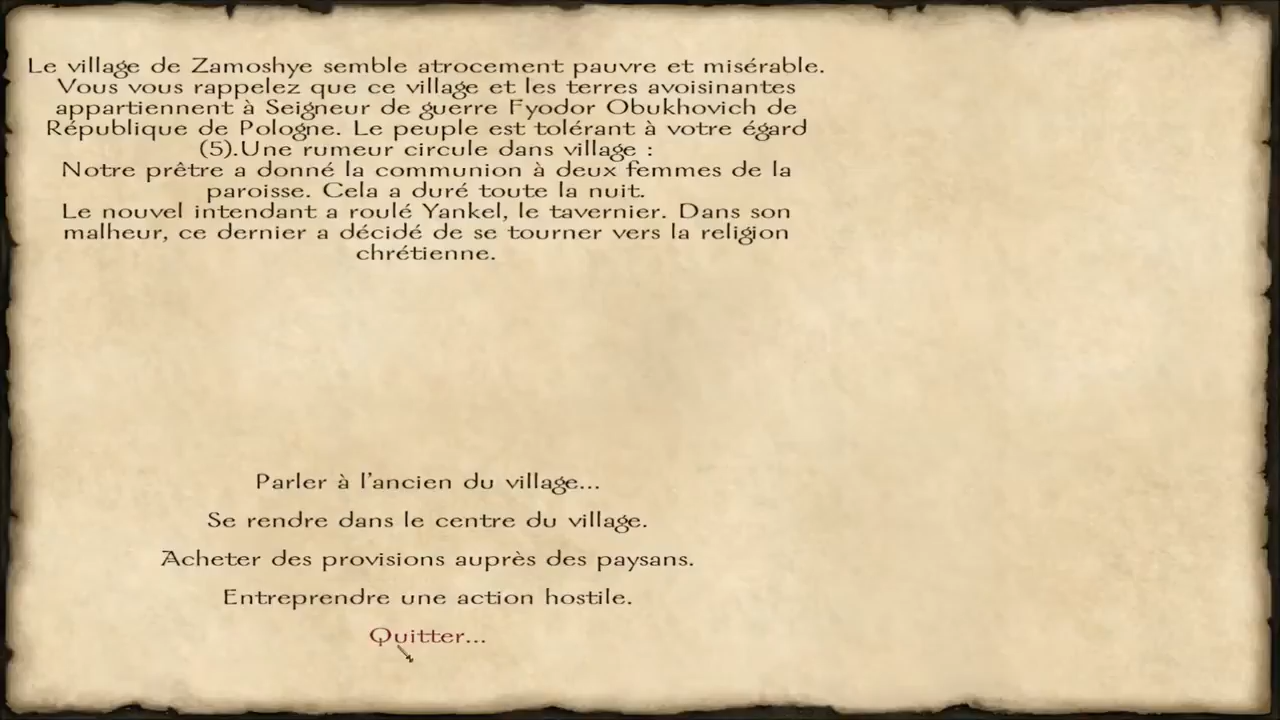 Le village de Zamoshye semble atrocement pauvre et misérable.
Vous vous rappelez que ce village et les terres avoisinantes
appartiennent à Seigneur de guerre Fyodor Obukhovich de
République de Pologne. Le peuple est tolérant à votre égard
(5).Une rumeur circule dans village :
Notre prêtre a donné la communion à deux femmes de la
paroisse. Cela a duré toute la nuit.
Le nouvel intendant a roulé Yankel, le tavernier. Dans son
malheur, ce dernier a décidé de se tourner vers la religion
chrétienne.
Parler à l'ancien du village...
Se rendre dans le centre du village.
Acheter des provisions auprès des paysans.
Entreprendre une action hostile.
Quitter...